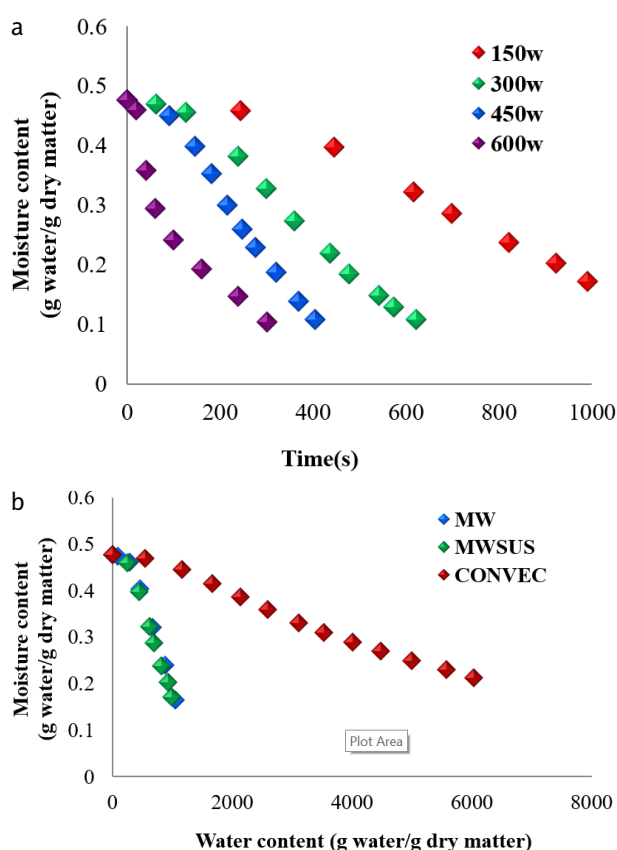 a
0.6
0.5
0.4
0.3
0.2
0.1
0
Moisture content
(g water/g dry matter)
150w
300w
450w
600w
0 200 400 600 800 1000
Time(s)
b
0.6
0.5
0.4
0.3
0.2
0.1
0
Moisture content
(g water/g dry matter)
MW
MWSUS
CONVEC
Plot Area
0 2000 4000 6000 8000
Water content (g water/g dry matter)